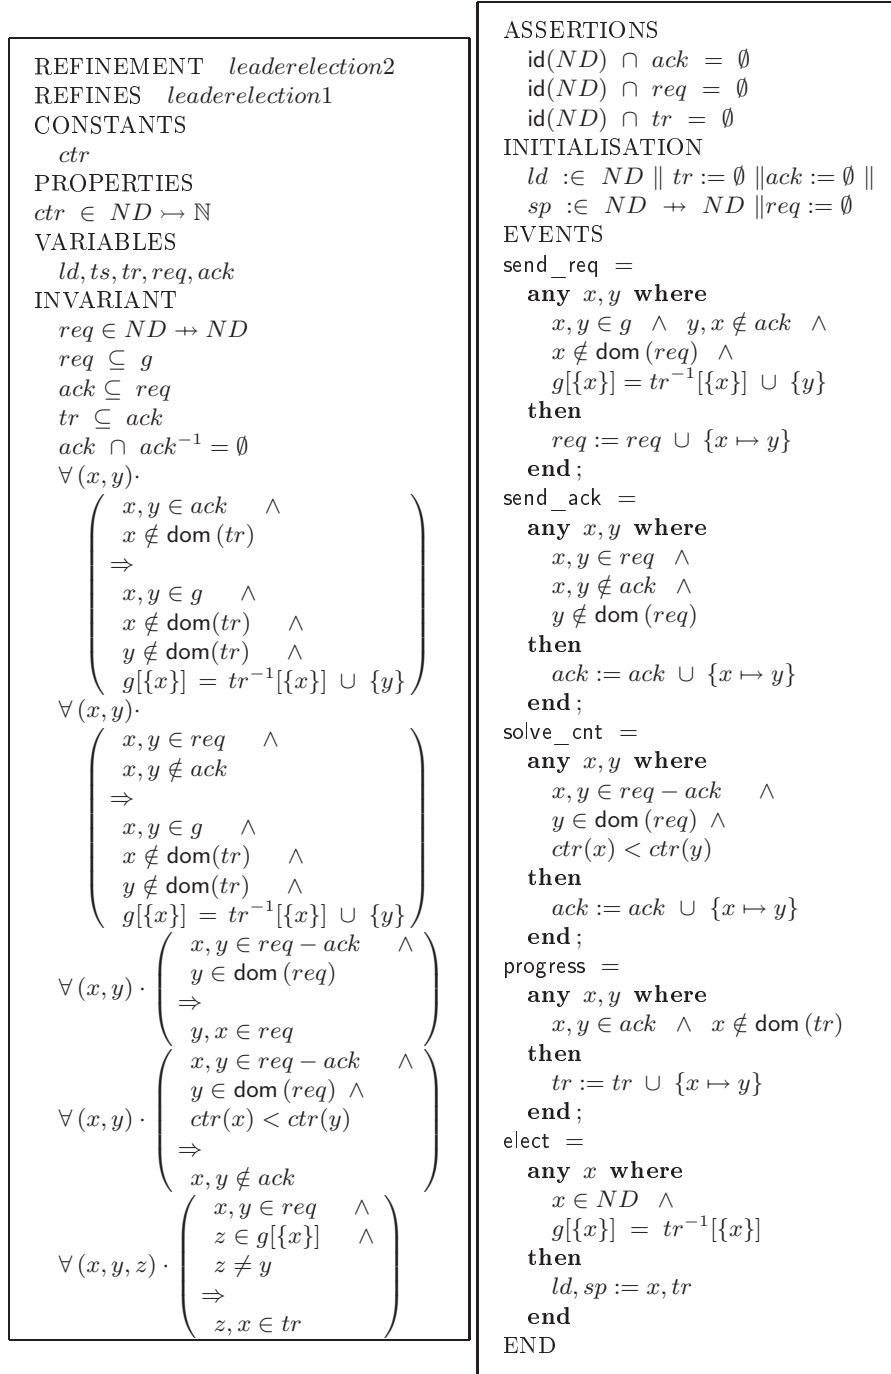 REFINEMENT leaderelection2
REFINES leaderelection1
CONSTANTS
ctr
PROPERTIES
ctr ∈ ND ↣ ℕ
VARIABLES
ld, ts, tr, req, ack
INVARIANT
req ∈ ND ⇸ ND
req ⊆ g
ack ⊆ req
tr ⊆ ack
ack ∩ ack⁻¹ = ∅
∀ (x, y)·
( x, y ∈ ack ∧
x ∉ dom (tr)
⇒
x, y ∈ g ∧
x ∉ dom(tr) ∧
y ∉ dom(tr) ∧
g[{x}] = tr⁻¹[{x}] ∪ {y} )
∀ (x, y)·
( x, y ∈ req ∧
x, y ∉ ack
⇒
x, y ∈ g ∧
x ∉ dom(tr) ∧
y ∉ dom(tr) ∧
g[{x}] = tr⁻¹[{x}] ∪ {y} )
∀ (x, y) · ( x, y ∈ req − ack ∧
y ∈ dom (req)
⇒
y, x ∈ req )
∀ (x, y) · ( x, y ∈ req − ack ∧
y ∈ dom (req) ∧
ctr(x) < ctr(y)
⇒
x, y ∉ ack )
∀ (x, y, z) · ( x, y ∈ req ∧
z ∈ g[{x}] ∧
z ≠ y
⇒
z, x ∈ tr )
ASSERTIONS
id(ND) ∩ ack = ∅
id(ND) ∩ req = ∅
id(ND) ∩ tr = ∅
INITIALISATION
ld :∈ ND ∥ tr := ∅ ∥ack := ∅ ∥
sp :∈ ND ⇸ ND ∥req := ∅
EVENTS
send_req =
any x, y where
x, y ∈ g ∧ y, x ∉ ack ∧
x ∉ dom (req) ∧
g[{x}] = tr⁻¹[{x}] ∪ {y}
then
req := req ∪ {x ↦ y}
end ;
send_ack =
any x, y where
x, y ∈ req ∧
x, y ∉ ack ∧
y ∉ dom (req)
then
ack := ack ∪ {x ↦ y}
end ;
solve_cnt =
any x, y where
x, y ∈ req − ack ∧
y ∈ dom (req) ∧
ctr(x) < ctr(y)
then
ack := ack ∪ {x ↦ y}
end ;
progress =
any x, y where
x, y ∈ ack ∧ x ∉ dom (tr)
then
tr := tr ∪ {x ↦ y}
end ;
elect =
any x where
x ∈ ND ∧
g[{x}] = tr⁻¹[{x}]
then
ld, sp := x, tr
end
END